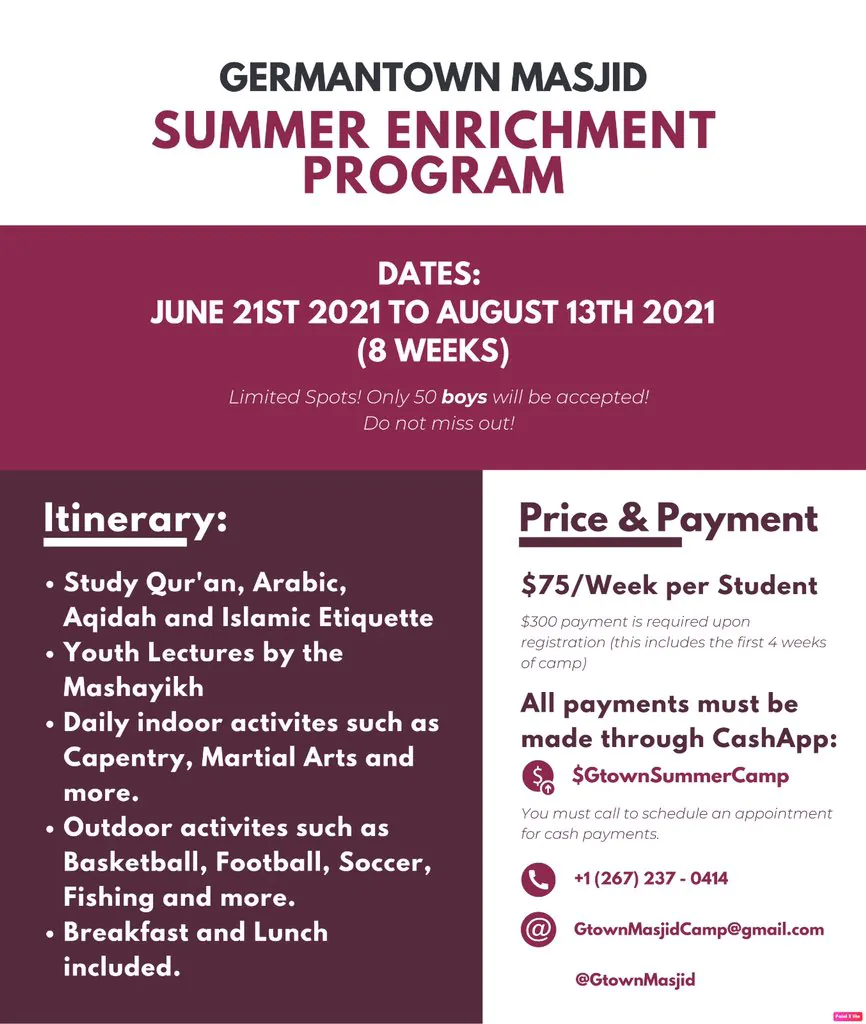 GERMANTOWN MASJID
SUMMER ENRICHMENT
PROGRAM
DATES:
JUNE 21ST 2021 TO AUGUST 13TH 2021
(8 WEEKS)
Limited Spots! Only 50 boys will be accepted!
Do not miss out!
Itinerary:
• Study Qur'an, Arabic,
Aqidah and Islamic Etiquette
• Youth Lectures by the
Mashayikh
• Daily indoor activites such as
Capentry, Martial Arts and
more.
• Outdoor activites such as
Basketball, Football, Soccer,
Fishing and more.
• Breakfast and Lunch
included.
Price & Payment
$75/Week per Student
$300 payment is required upon
registration (this includes the first 4 weeks
of camp)
All payments must be
made through CashApp:
$GtownSummerCamp
You must call to schedule an appointment
for cash payments.
+1 (267) 237 - 0414
GtownMasjidCamp@gmail.com
@GtownMasjid